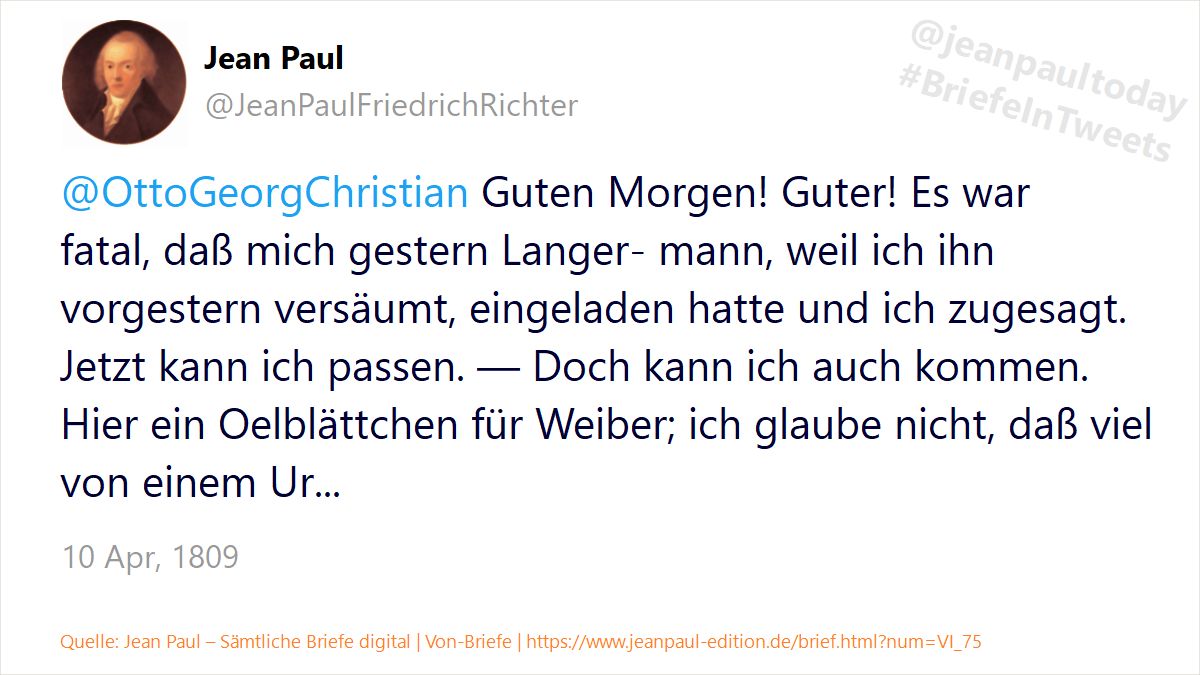 Jean Paul
@JeanPaulFriedrichRichter
@jeanpaultoday
#BriefeInTweets
@OttoGeorgChristian Guten Morgen! Guter! Es war
fatal, daß mich gestern Langer- mann, weil ich ihn
vorgestern versäumt, eingeladen hatte und ich zugesagt.
Jetzt kann ich passen. — Doch kann ich auch kommen.
Hier ein Oelblättchen für Weiber; ich glaube nicht, daß viel
von einem Ur...
10 Apr, 1809
Quelle: Jean Paul – Sämtliche Briefe digital | Von-Briefe | https://www.jeanpaul-edition.de/brief.html?num=VI_75